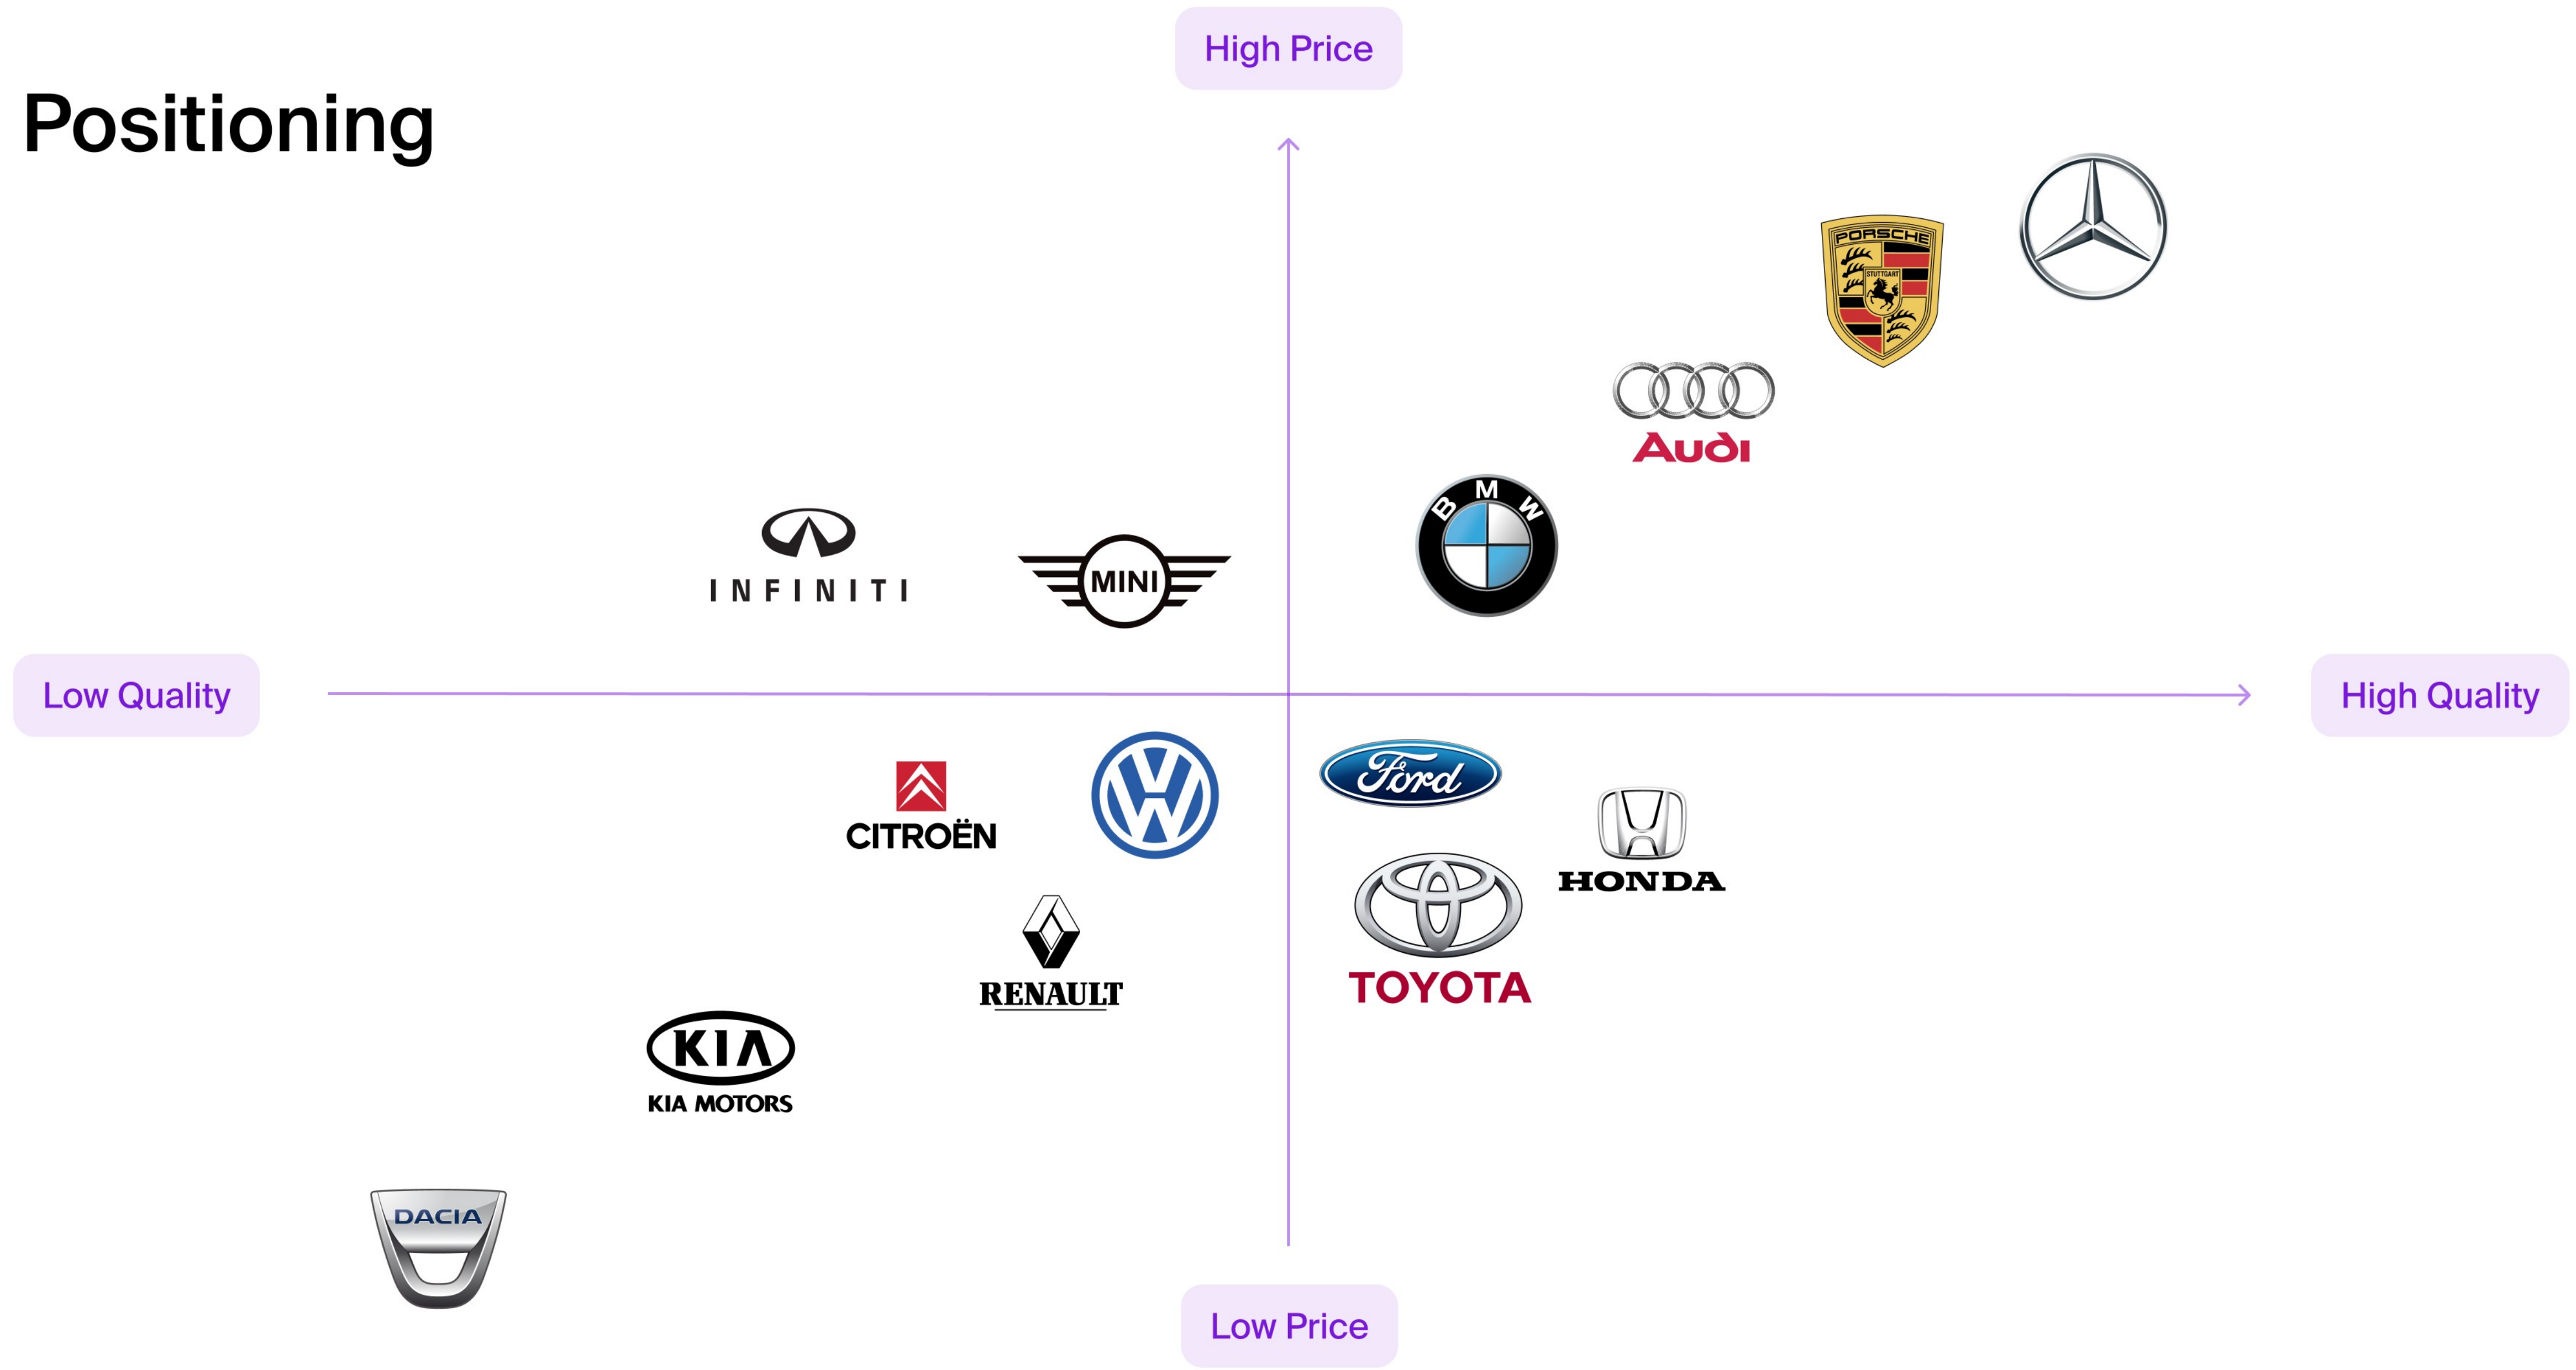 High Price
Positioning
PORSCHE
STUTTGART
Audi
B M W
INFINITI
MINI
Low Quality
High Quality
Ford
CITROËN
HONDA
RENAULT
TOYOTA
KIA
KIA MOTORS
DACIA
Low Price